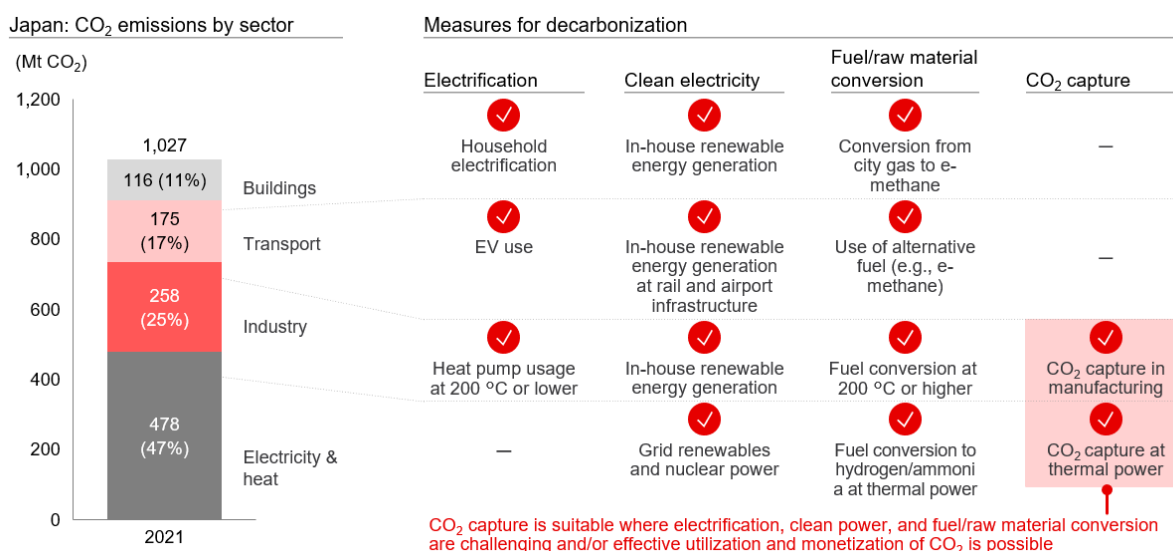 Japan: CO₂ emissions by sector
(Mt CO₂)
1,200
1,000
800
600
400
200
0
1,027
116 (11%)
175
(17%)
258
(25%)
478
(47%)
2021
Buildings
Transport
Industry
Electricity &
heat
Measures for decarbonization
Electrification
Clean electricity
Fuel/raw material
conversion
CO₂ capture
Household
electrification
In-house renewable
energy generation
Conversion from
city gas to e-
methane
–
EV use
In-house renewable
energy generation
at rail and airport
infrastructure
Use of alternative
fuel (e.g., e-
methane)
–
Heat pump usage
at 200 °C or lower
In-house renewable
energy generation
Fuel conversion at
200 °C or higher
CO₂ capture in
manufacturing
–
Grid renewables
and nuclear power
Fuel conversion to
hydrogen/ammoni
a at thermal power
CO₂ capture at
thermal power
CO₂ capture is suitable where electrification, clean power, and fuel/raw material conversion
are challenging and/or effective utilization and monetization of CO₂ is possible